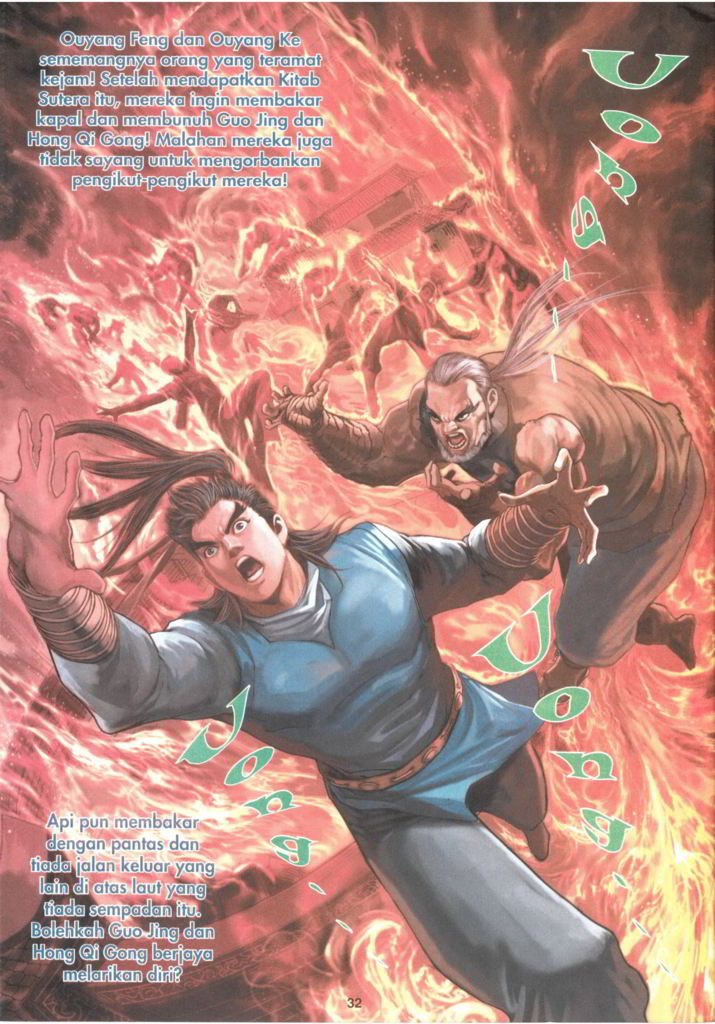 Ouyang Feng dan Ouyang Ke
sememangnya orang yang teramat
kejam! Setelah mendapatkan Kitab
Sutera itu, mereka ingin membakar
kapal dan membunuh Guo Jing dan
Hong Qi Gong! Malahan mereka juga
tidak sayang untuk mengorbankan
pengikut-pengikut mereka!
Uong---
Uong---
Uong---
Api pun membakar
dengan pantas dan
tiada jalan keluar yang
lain di atas laut yang
tiada sempadan itu.
Bolehkah Guo Jing dan
Hong Qi Gong berjaya
melarikan diri?
32